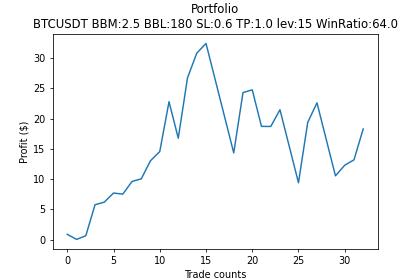 Portfolio
BTCUSDT BBM:2.5 BBL:180 SL:0.6 TP:1.0 lev:15 WinRatio:64.0
Profit ($)
30
25
20
15
10
5
0
0 5 10 15 20 25 30
Trade counts